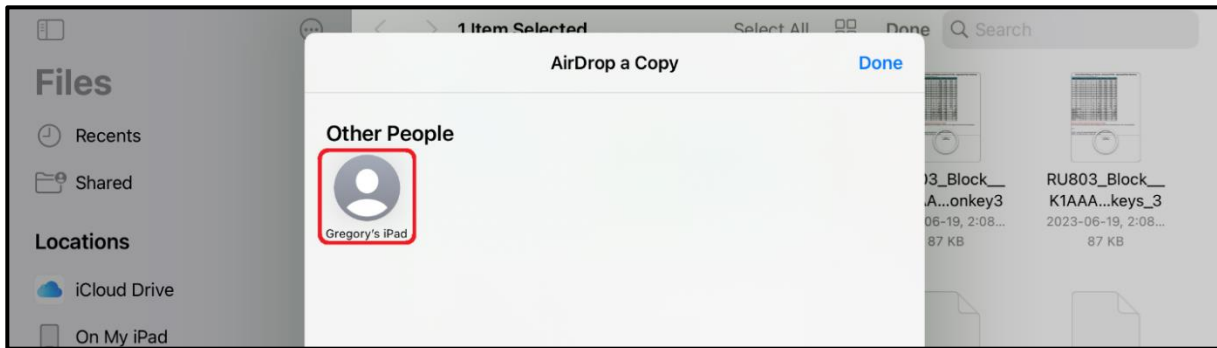 1 Item Selected
Select All
Done
Search
Files
Recents
Shared
Locations
iCloud Drive
On My iPad
AirDrop a Copy
Done
Other People
Gregory's iPad
03_Block__
A...onkey3
06-19, 2:08...
87 KB
RU803_Block__
K1AAA...keys_3
2023-06-19, 2:08...
87 KB